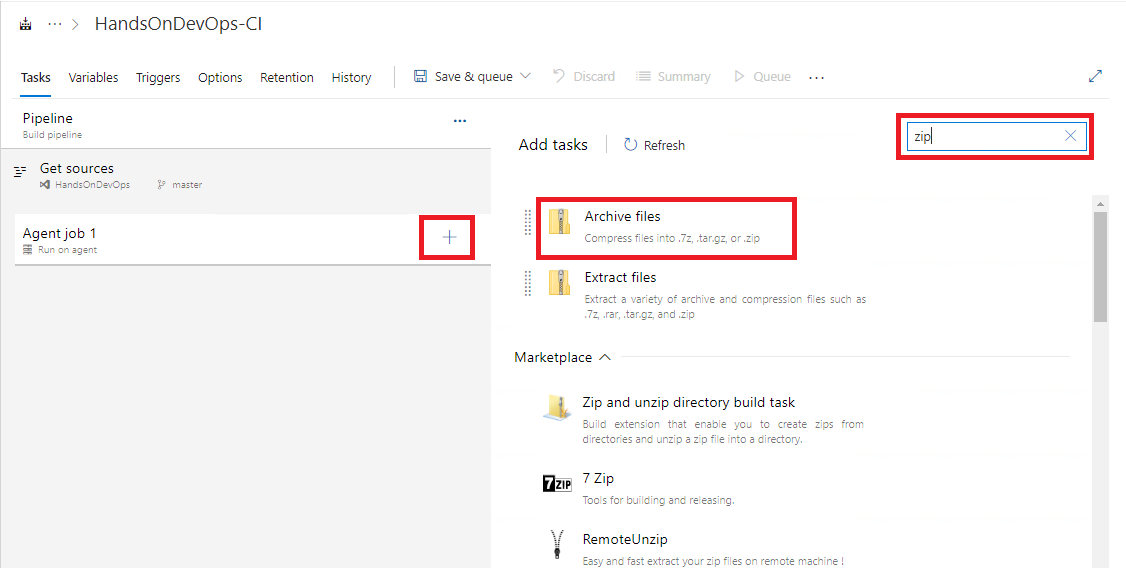 ... > HandsOnDevOps-CI
Tasks Variables Triggers Options Retention History Save & queue Discard Summary Queue ...
Pipeline ...
Build pipeline
Get sources
HandsOnDevOps master
Agent job 1
Run on agent
Add tasks Refresh
zip
Archive files
Compress files into .7z, .tar.gz, or .zip
Extract files
Extract a variety of archive and compression files such as
.7z, .rar, .tar.gz, and .zip
Marketplace
Zip and unzip directory build task
Build extension that enable you to create zips from
directories and unzip a zip file into a directory.
7 ZIP
7 Zip
Tools for building and releasing.
RemoteUnzip
Easy and fast extract your zip files on remote machine !